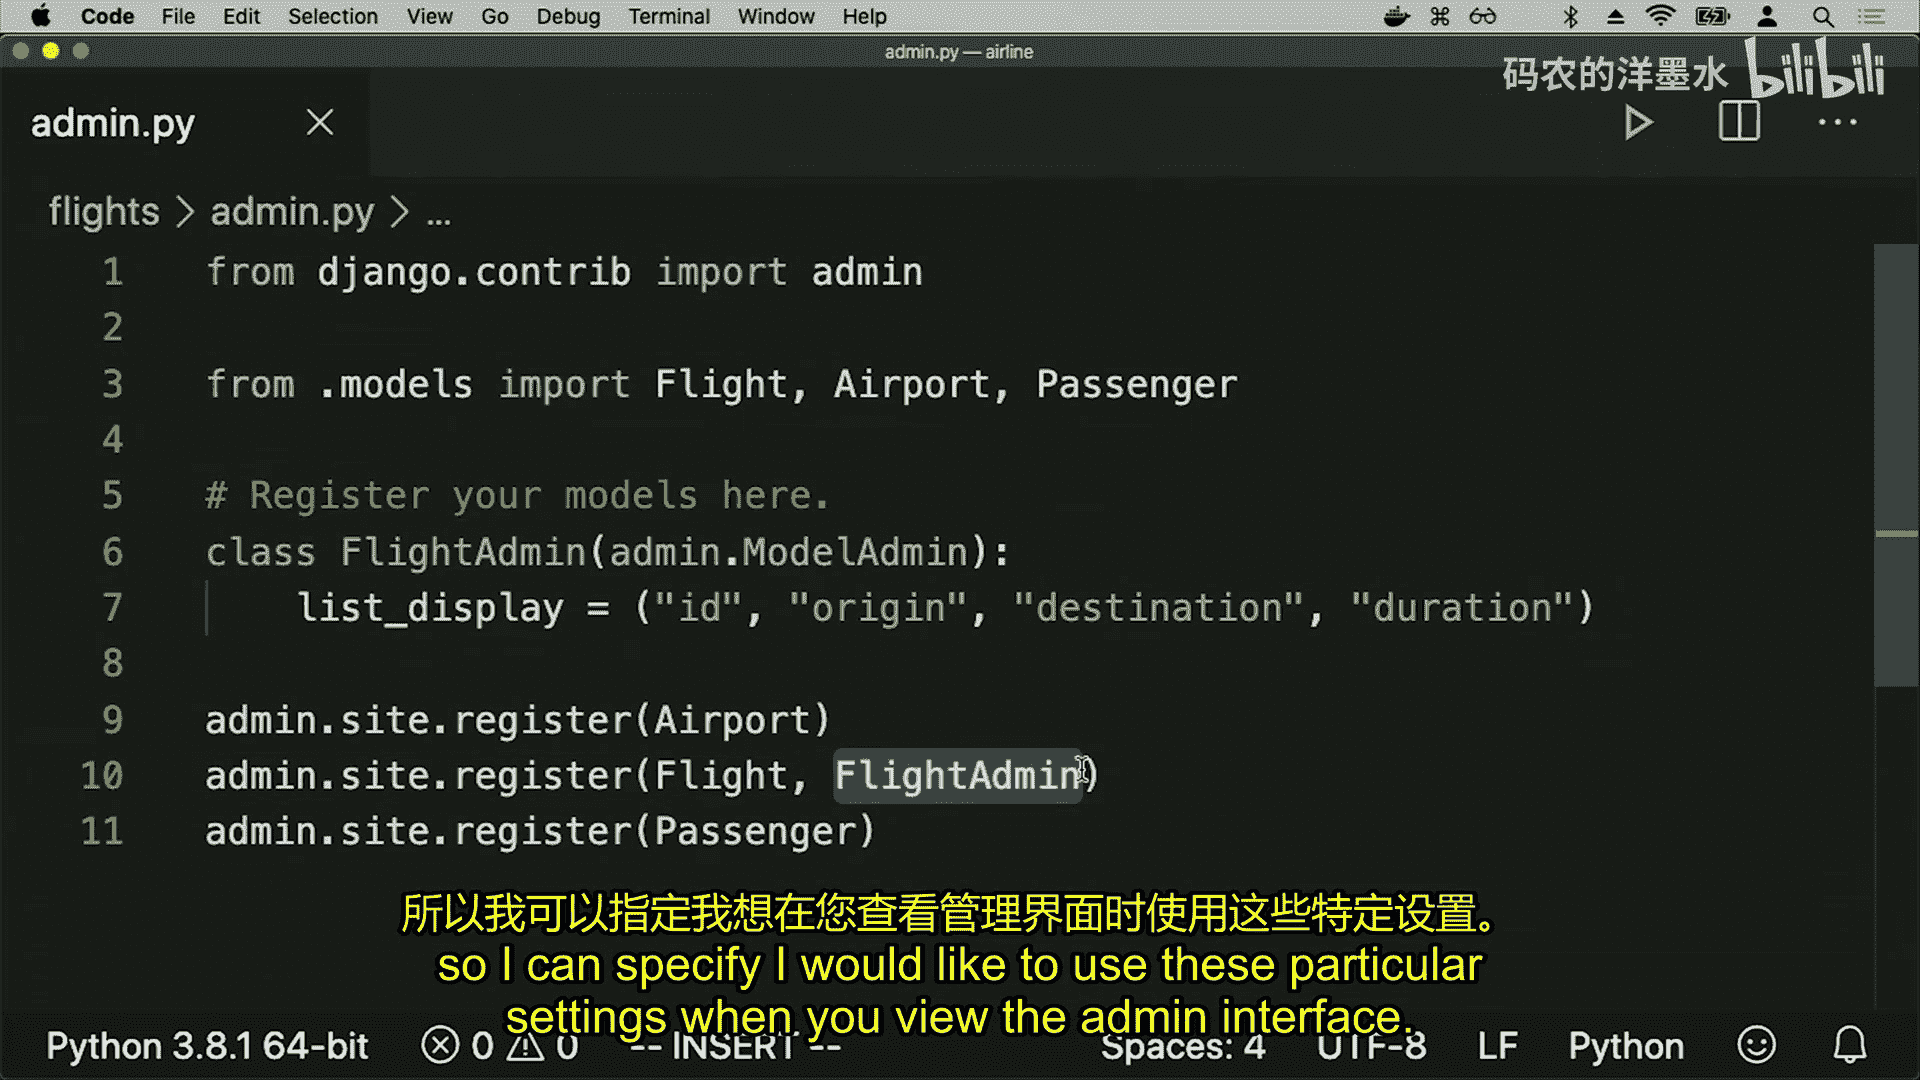 Code File Edit Selection View Go Debug Terminal Window Help
admin.py — airline
码农的洋墨水 bilibili
admin.py
flights > admin.py > ...
1 from django.contrib import admin
2
3 from .models import Flight, Airport, Passenger
4
5 # Register your models here.
6 class FlightAdmin(admin.ModelAdmin):
7 list_display = ("id", "origin", "destination", "duration")
8
9 admin.site.register(Airport)
10 admin.site.register(Flight, FlightAdmin)
11 admin.site.register(Passenger)
所以我可以指定我想在您查看管理界面时使用这些特定设置。
so I can specify I would like to use these particular
settings when you view the admin interface.
Python 3.8.1 64-bit 0 0 -- INSERT -- Spaces: 4 UTF-8 LF Python